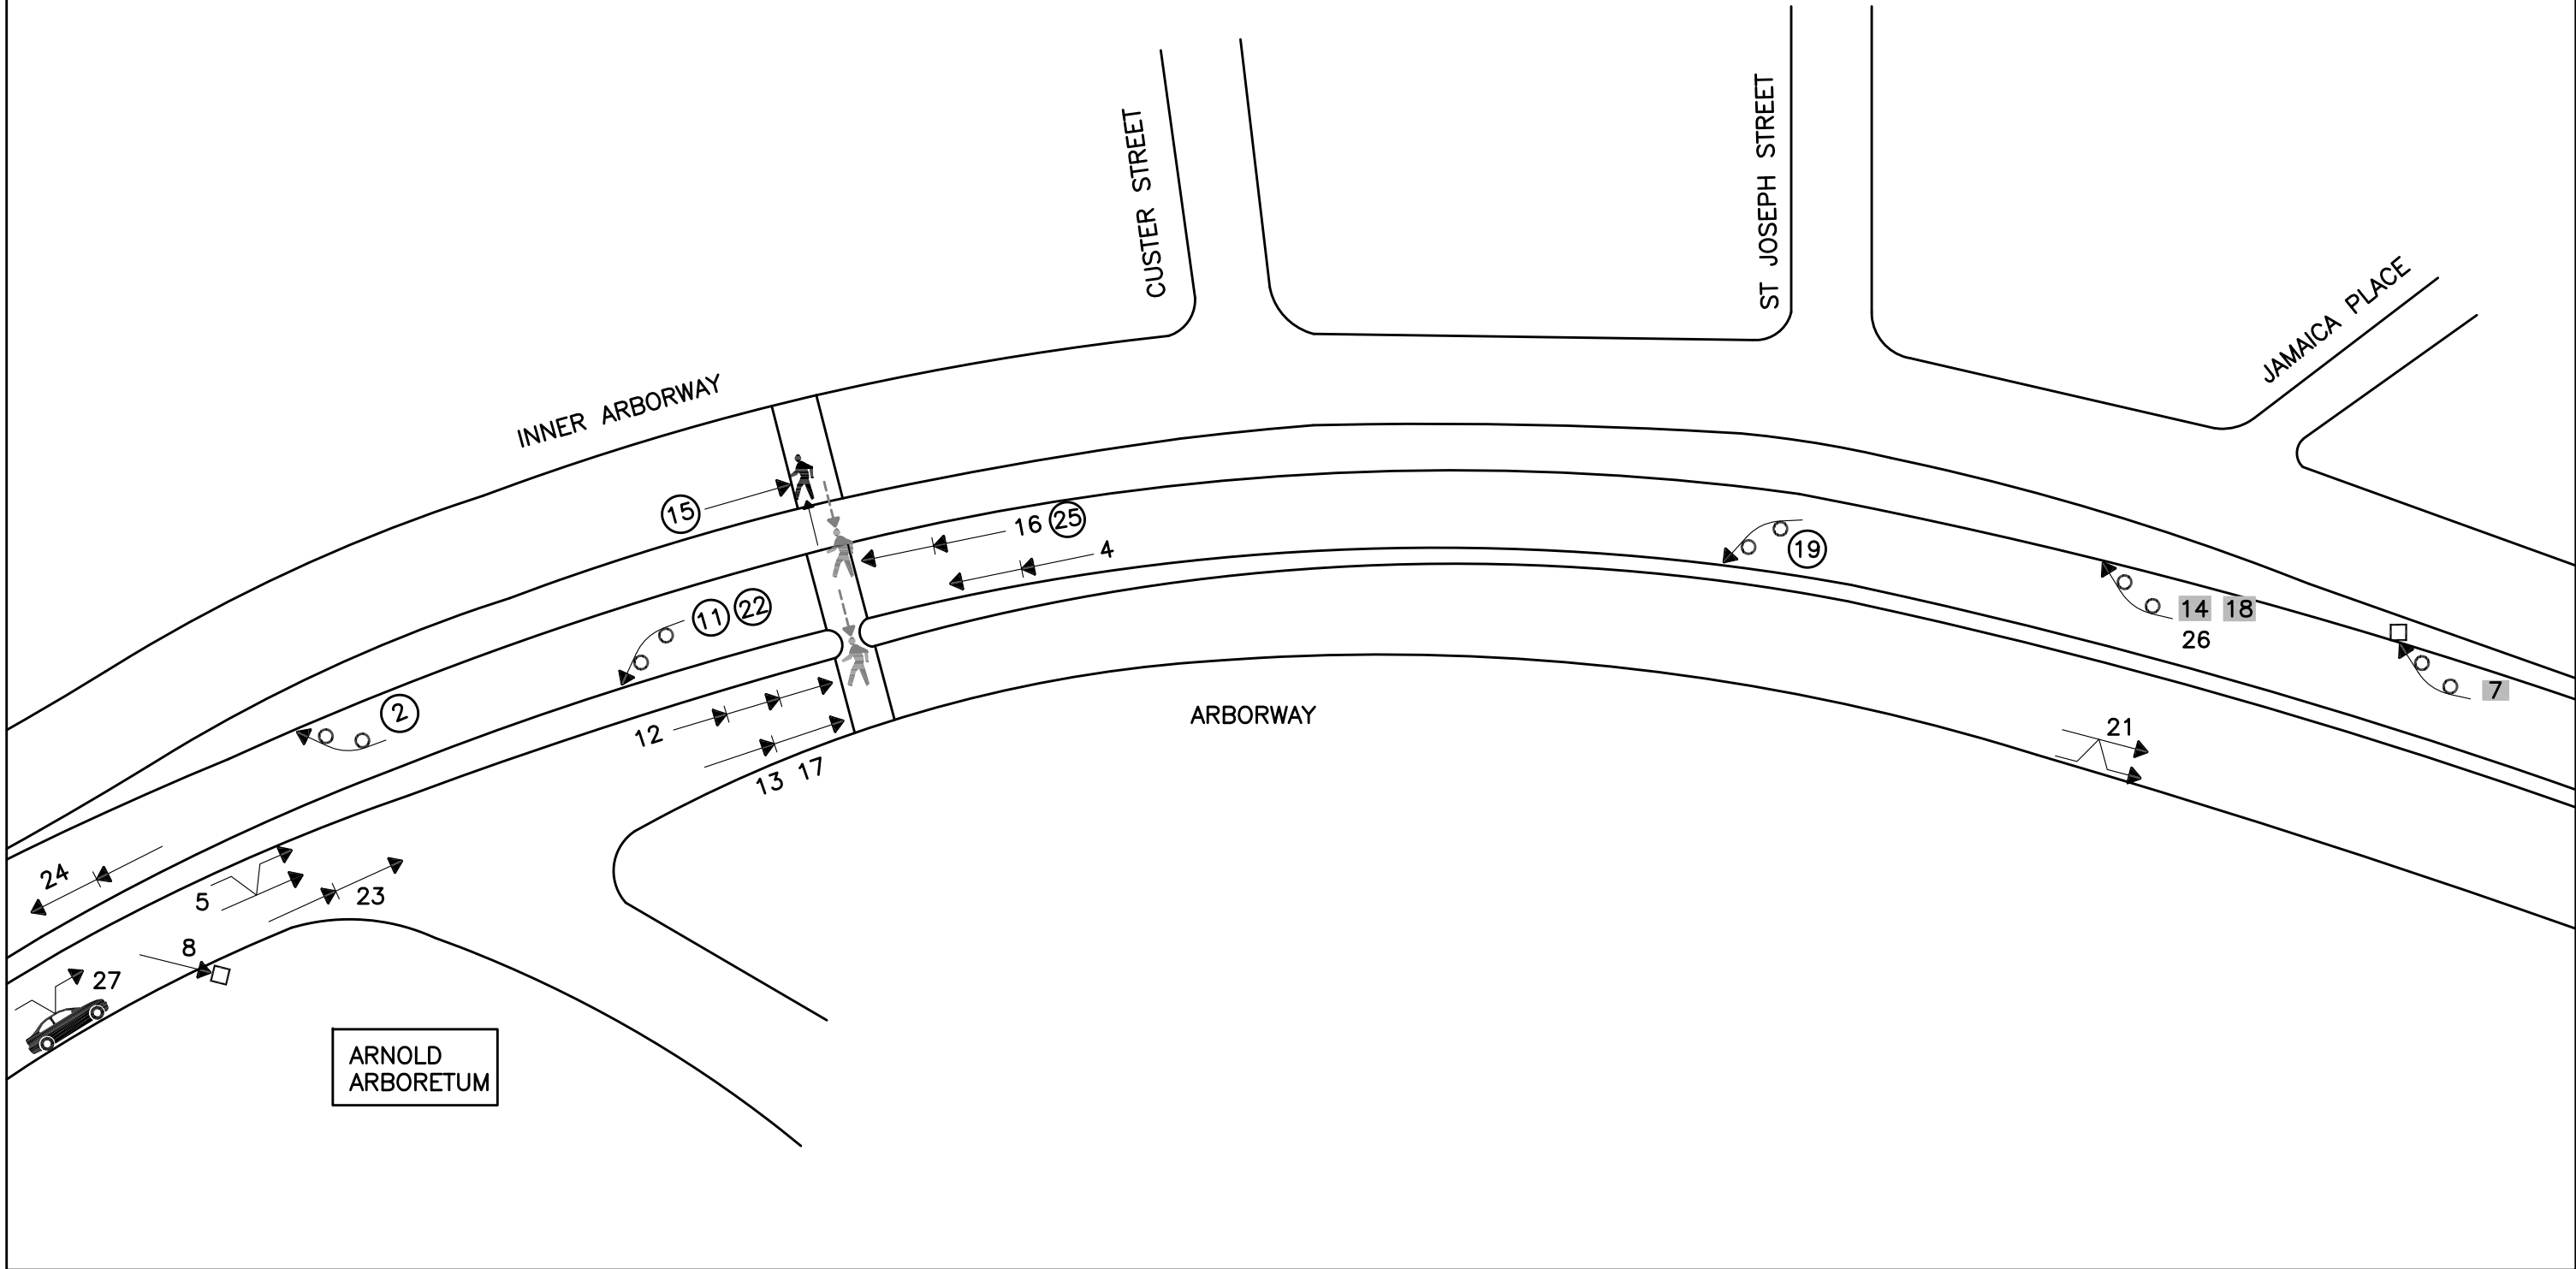 CUSTER STREET
ST JOSEPH STREET
JAMAICA PLACE
INNER ARBORWAY
15
16 25
4
19
11 22
14 18
26
7
2
12
13 17
ARBORWAY
21
24
5
23
8
27
ARNOLD
ARBORETUM